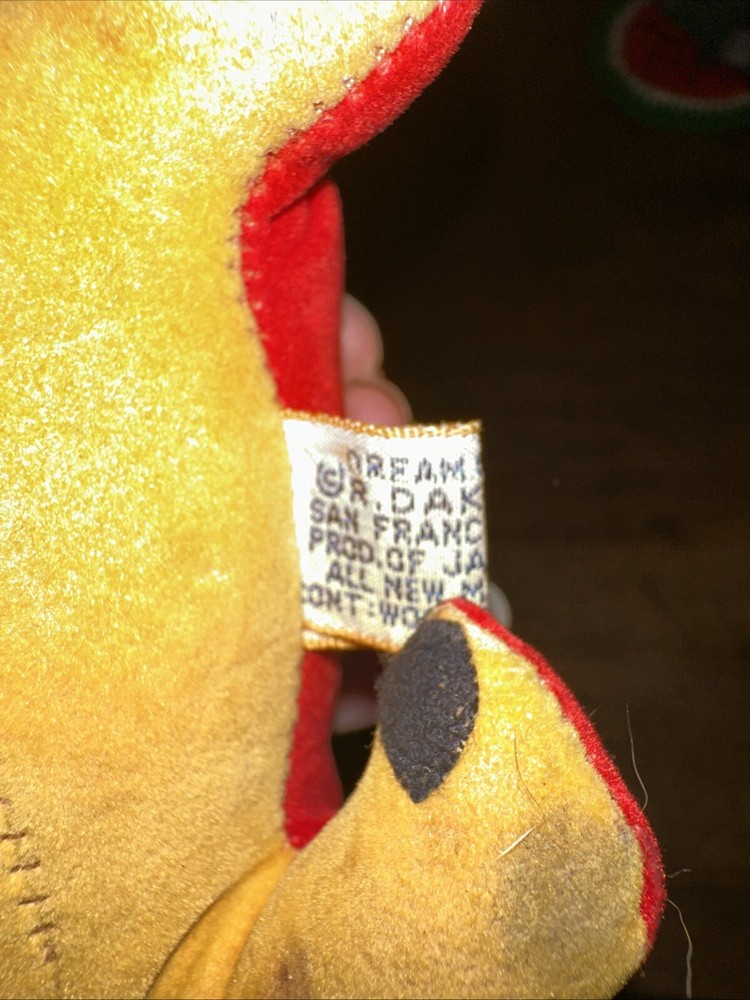 DREAM
© R. DAK
SAN FRANC
PROD. OF JA
ALL NEW M
CONT: WO